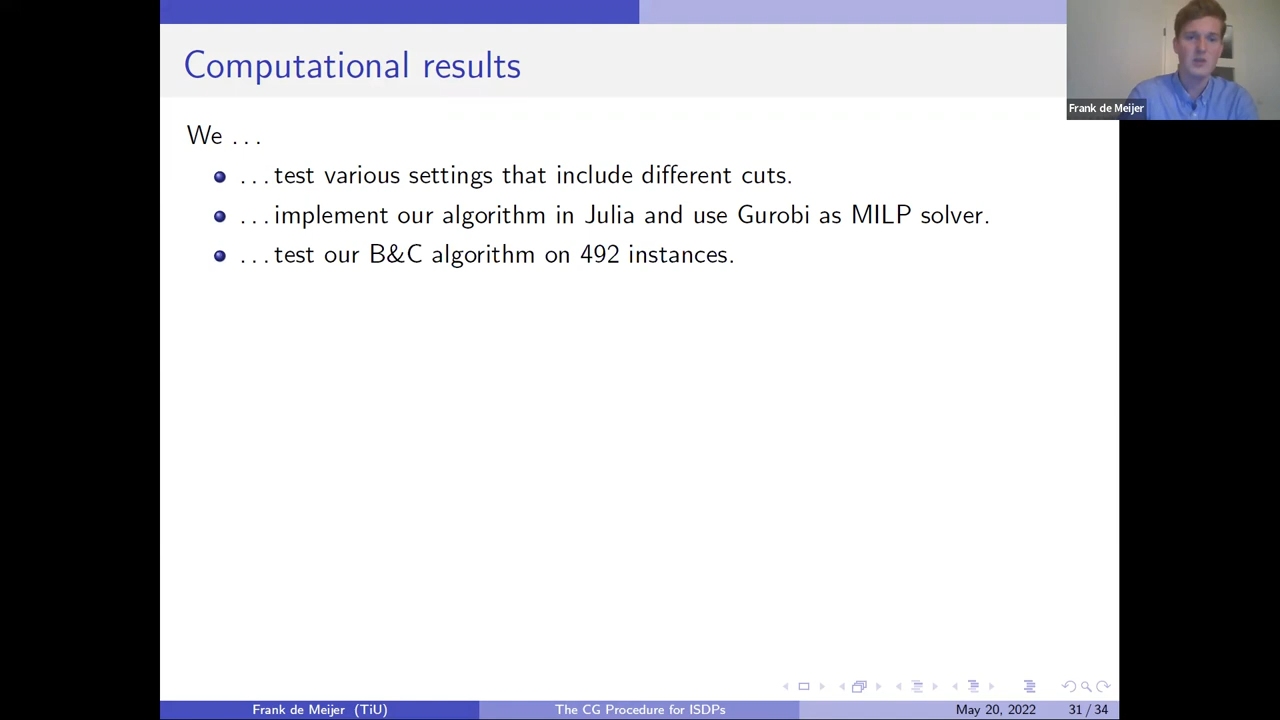 Computational results
Frank de Meijer
We . . .
. . . test various settings that include different cuts.
. . . implement our algorithm in Julia and use Gurobi as MILP solver.
. . . test our B&C algorithm on 492 instances.
Frank de Meijer (TiU)
The CG Procedure for ISDPs
May 20, 2022
31 / 34